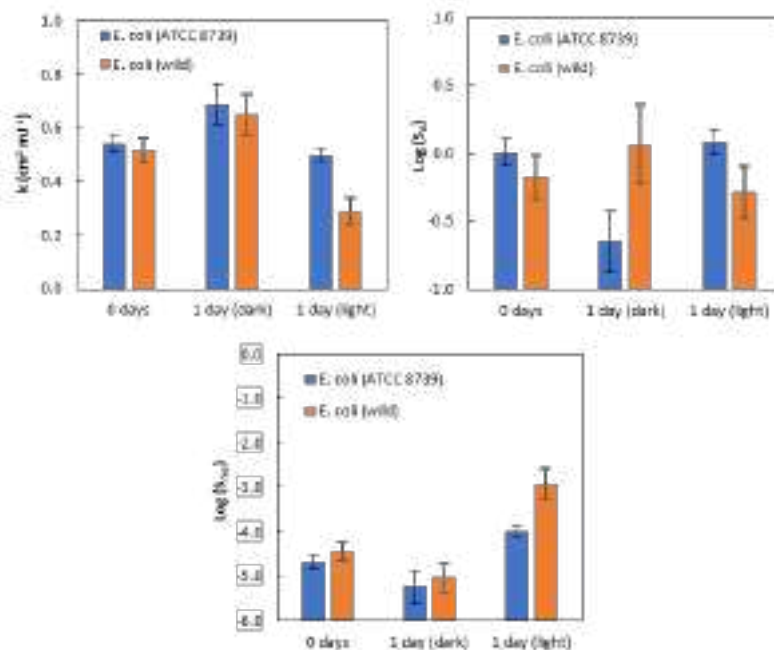 1.0
E. coli (ATCC 8739)
E. coli (wild)
0.8
0.6
0.4
0.2
0.0
0 days
1 day (dark)
1 day (light)
1.0
E. coli (ATCC 8739)
E. coli (wild)
0.5
0.0
-0.5
-1.0
0 days
1 day (dark)
1 day (light)
0.0
E. coli (ATCC 8739)
E. coli (wild)
-1.0
-2.0
-3.0
-4.0
-5.0
-6.0
0 days
1 day (dark)
1 day (light)